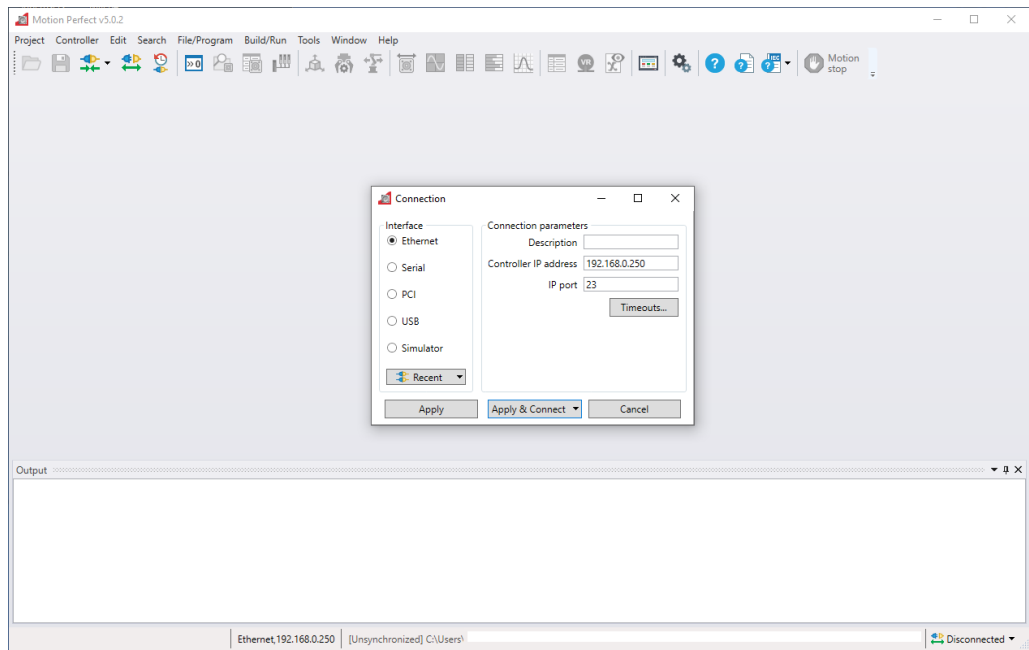 Motion Perfect v5.0.2
Project Controller Edit Search File/Program Build/Run Tools Window Help
Motion
stop
Connection
Interface
Ethernet
Serial
PCI
USB
Simulator
Recent
Connection parameters
Description
Controller IP address 192.168.0.250
IP port 23
Timeouts...
Apply Apply & Connect Cancel
Output
Ethernet,192.168.0.250 [Unsynchronized] C:\Users\ Disconnected